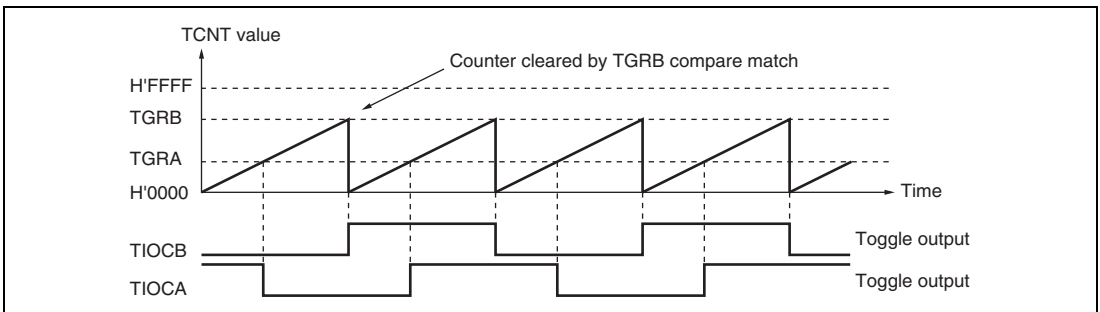 TCNT value
Counter cleared by TGRB compare match
H'FFFF
TGRB
TGRA
H'0000
Time
TIOCB
Toggle output
TIOCA
Toggle output